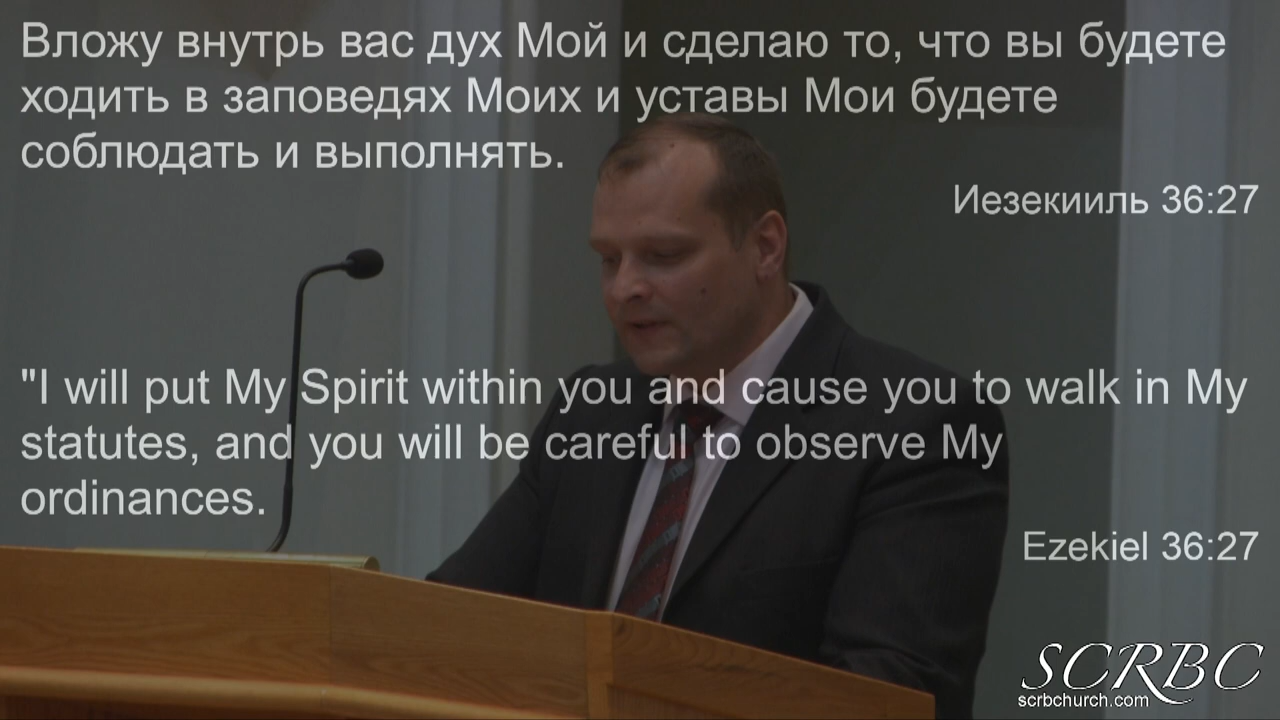 Вложу внутрь вас дух Мой и сделаю то, что вы будете
ходить в заповедях Моих и уставы Мои будете
соблюдать и выполнять.
Иезекииль 36:27
"I will put My Spirit within you and cause you to walk in My
statutes, and you will be careful to observe My
ordinances.
Ezekiel 36:27
SCRBC
scrbchurch.com